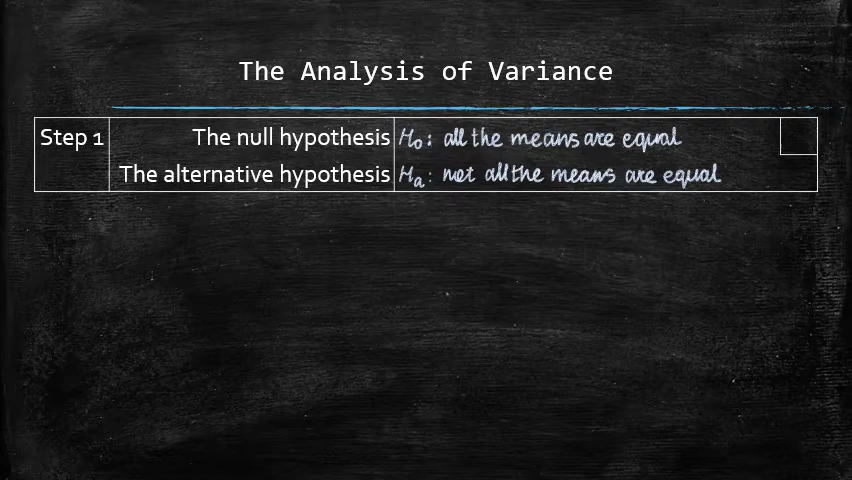 The Analysis of Variance
Step 1 The null hypothesis H₀: all the means are equal
The alternative hypothesis Hₐ: not all the means are equal